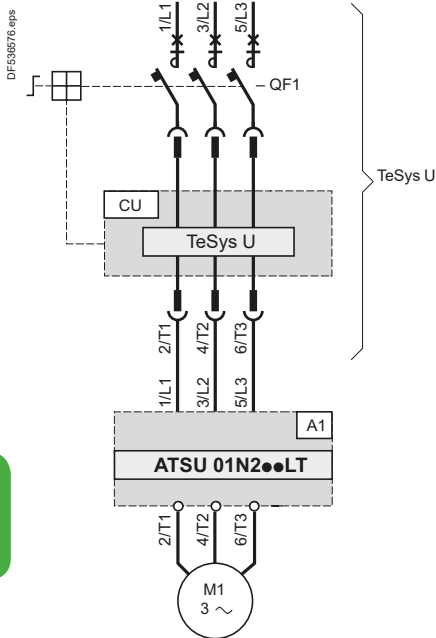 DF536576.eps
1/L1 3/L2 5/L3
QF1
TeSys U
CU
TeSys U
2/T1 4/T2 6/T3
1/L1 3/L2 5/L3
A1
ATSU 01N2●●LT
2/T1 4/T2 6/T3
M1
3 ~